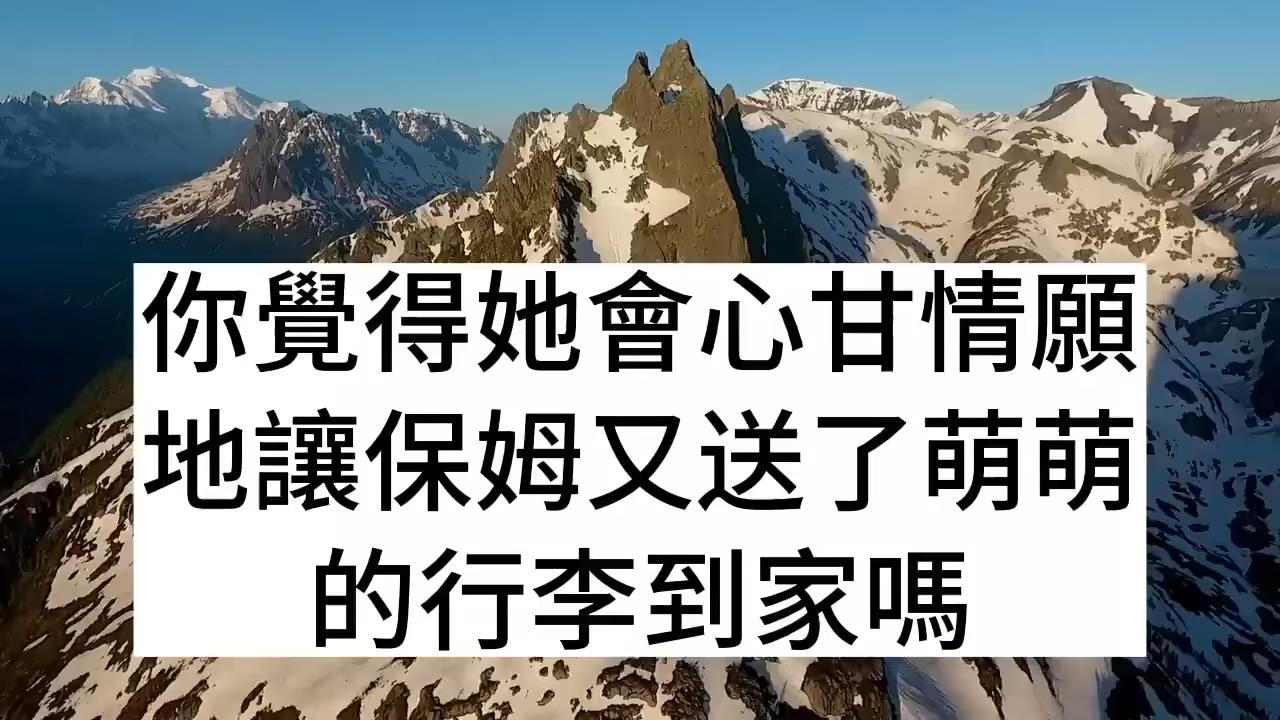 你覺得她會心甘情願
地讓保姆又送了萌萌
的行李到家嗎